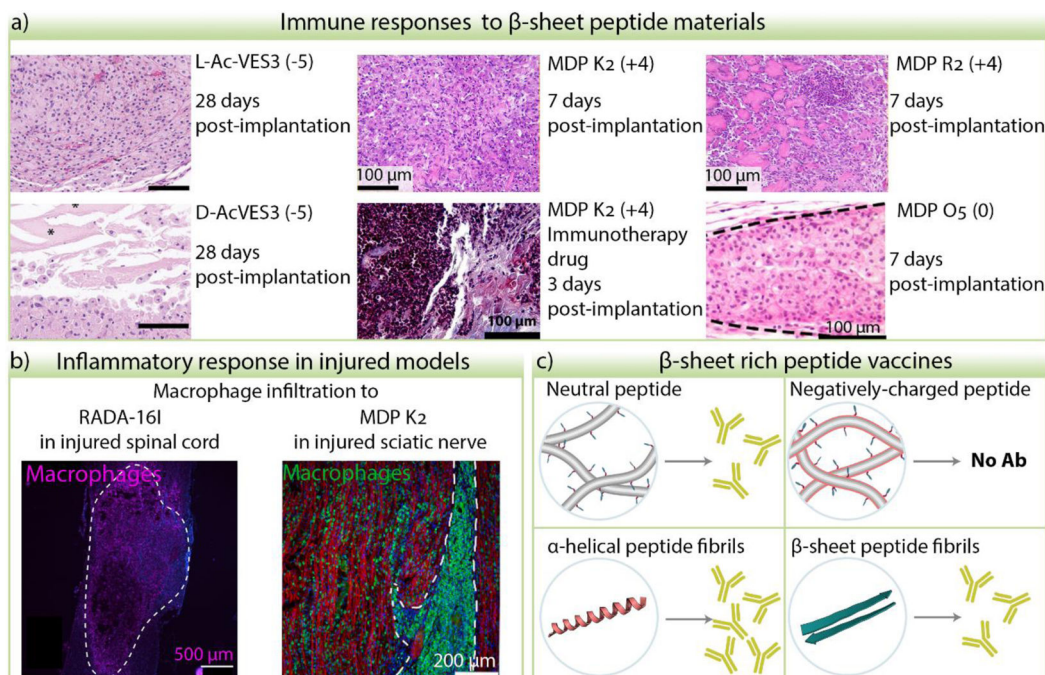 a) Immune responses to β-sheet peptide materials
L-Ac-VES3 (-5)
28 days
post-implantation
MDP K2 (+4)
7 days
post-implantation
100 µm
MDP R2 (+4)
7 days
post-implantation
100 µm
D-AcVES3 (-5)
28 days
post-implantation
*
*
MDP K2 (+4)
Immunotherapy
drug
3 days
post-implantation
100 µm
MDP O5 (0)
7 days
post-implantation
100 µm
b) Inflammatory response in injured models
Macrophage infiltration to
RADA-16I
in injured spinal cord
Macrophages
500 µm
MDP K2
in injured sciatic nerve
Macrophages
200 µm
c) β-sheet rich peptide vaccines
Neutral peptide
Negatively-charged peptide
No Ab
α-helical peptide fibrils
β-sheet peptide fibrils